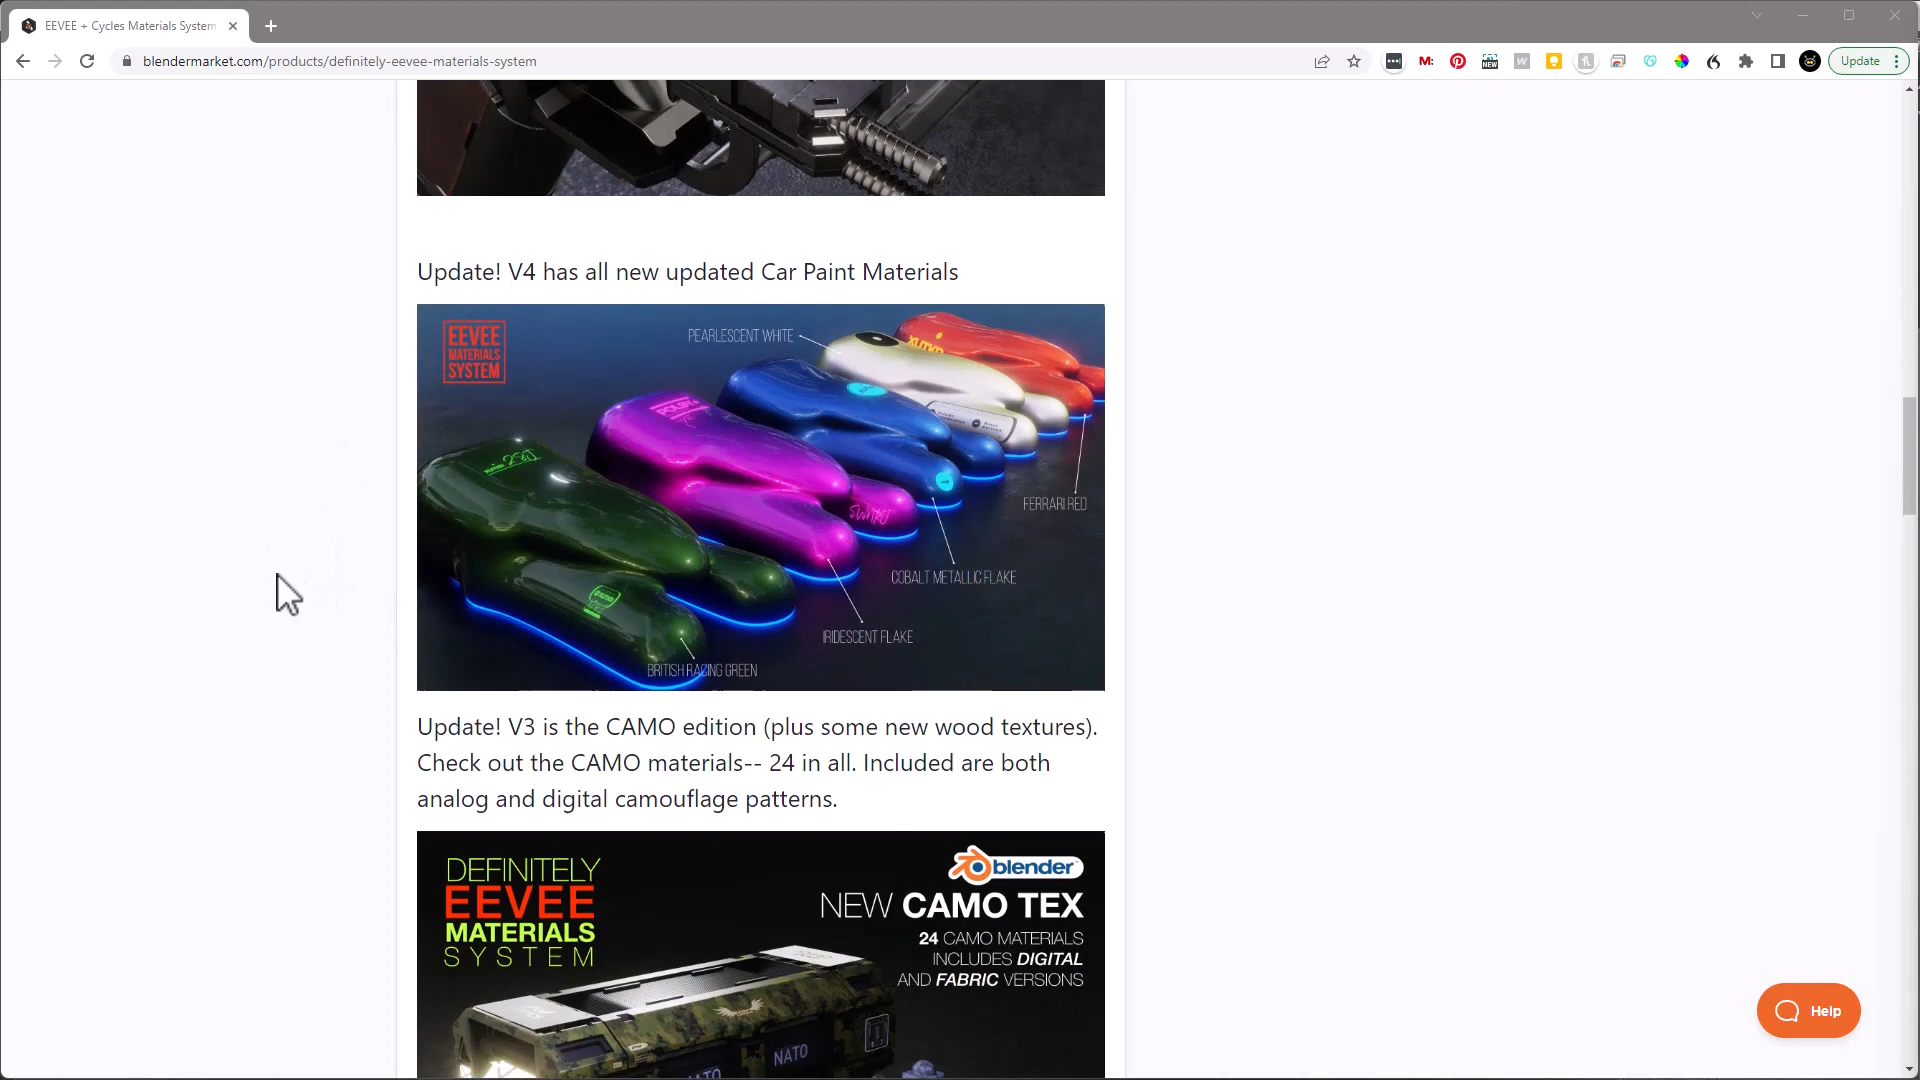 EEVEE + Cycles Materials System
blendermarket.com/products/definitely-eevee-materials-system
M:
NEW
W
Update
Update! V4 has all new updated Car Paint Materials
EEVEE
MATERIALS
SYSTEM
PEARLESCENT WHITE
FERRARI RED
COBALT METALLIC FLAKE
IRIDESCENT FLAKE
BRITISH RACING GREEN
Update! V3 is the CAMO edition (plus some new wood textures).
Check out the CAMO materials-- 24 in all. Included are both
analog and digital camouflage patterns.
DEFINITELY
EEVEE
MATERIALS
SYSTEM
blender
NEW CAMO TEX
24 CAMO MATERIALS
INCLUDES DIGITAL
AND FABRIC VERSIONS
NATO
NATO
Help